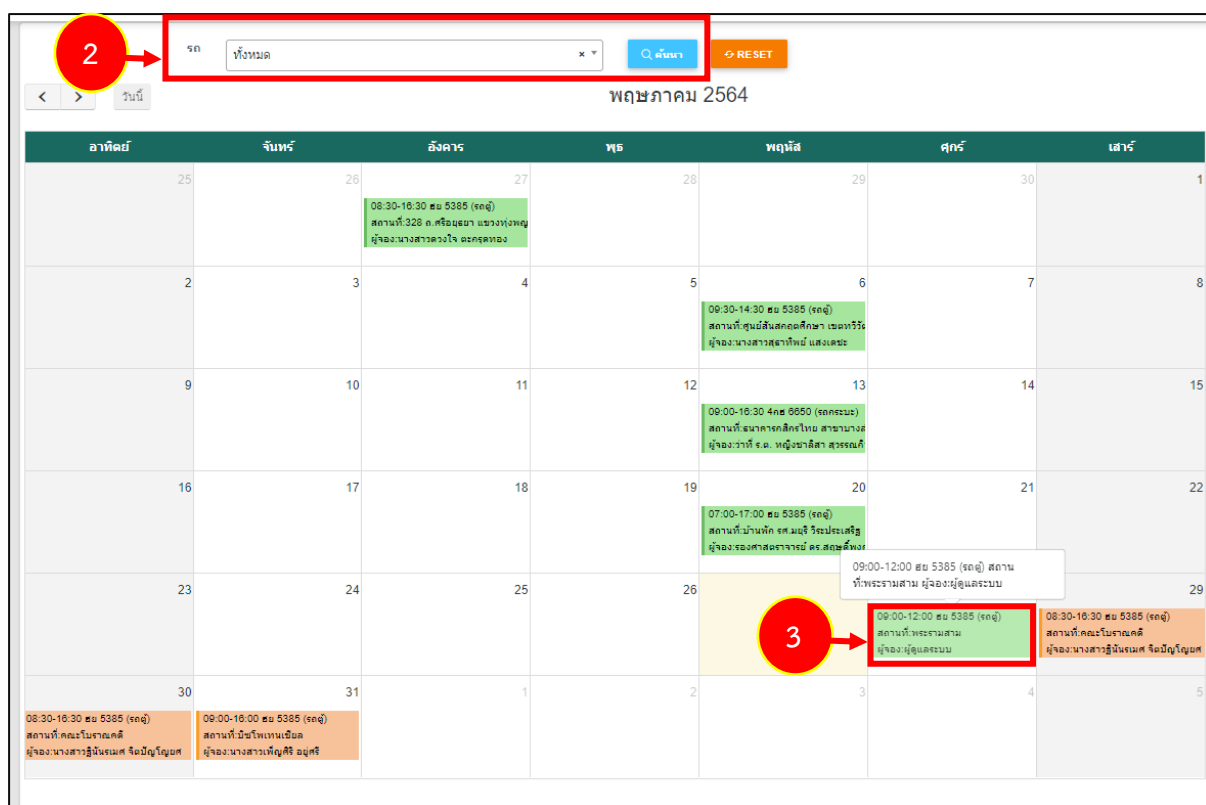 2
รถ ทั้งหมด × ค้นหา RESET
< > วันนี้ พฤษภาคม 2564
อาทิตย์ จันทร์ อังคาร พุธ พฤหัส ศุกร์ เสาร์
25 26 27 28 29 30 1
08:30-16:30 ฮย 5385 (รถตู้)
สถานที่:328 ถ.ศรีอยุธยา แขวงทุ่งพญ
ผู้จอง:นางสาวดวงใจ ตะกรุดทอง
2 3 4 5 6 7 8
09:30-14:30 ฮย 5385 (รถตู้)
สถานที่:ศูนย์สันสกฤตศึกษา เขตทวีวัฒ
ผู้จอง:นางสาวสุธาทิพย์ แสงเดชะ
9 10 11 12 13 14 15
09:00-16:30 4กฮ 6650 (รถกระบะ)
สถานที่:ธนาคารกสิกรไทย สาขาบาง
ผู้จอง:ว่าที่ ร.ต. หญิงชาลิสา สุวรรณกิ
16 17 18 19 20 21 22
07:00-17:00 ฮย 5385 (รถตู้)
สถานที่:บ้านพัก รศ.มยุรี วีระประเสริฐ
ผู้จอง:รองศาสตราจารย์ ดร.สฤษดิ์พงศ
09:00-12:00 ฮย 5385 (รถตู้) สถาน
ที่:พระรามสาม ผู้จอง:ผู้ดูแลระบบ
23 24 25 26 29
3
09:00-12:00 ฮย 5385 (รถตู้)
สถานที่:พระรามสาม
ผู้จอง:ผู้ดูแลระบบ
08:30-16:30 ฮย 5385 (รถตู้)
สถานที่:คณะโบราณคดี
ผู้จอง:นางสาวฐินันรเมศ จิตปัญโญยศ
30 31 1 2 3 4 5
08:30-16:30 ฮย 5385 (รถตู้)
สถานที่:คณะโบราณคดี
ผู้จอง:นางสาวฐินันรเมศ จิตปัญโญยศ
09:00-16:00 ฮย 5385 (รถตู้)
สถานที่:มิชโพเทนเชียล
ผู้จอง:นางสาวเพ็ญศิริ อยู่ศรี